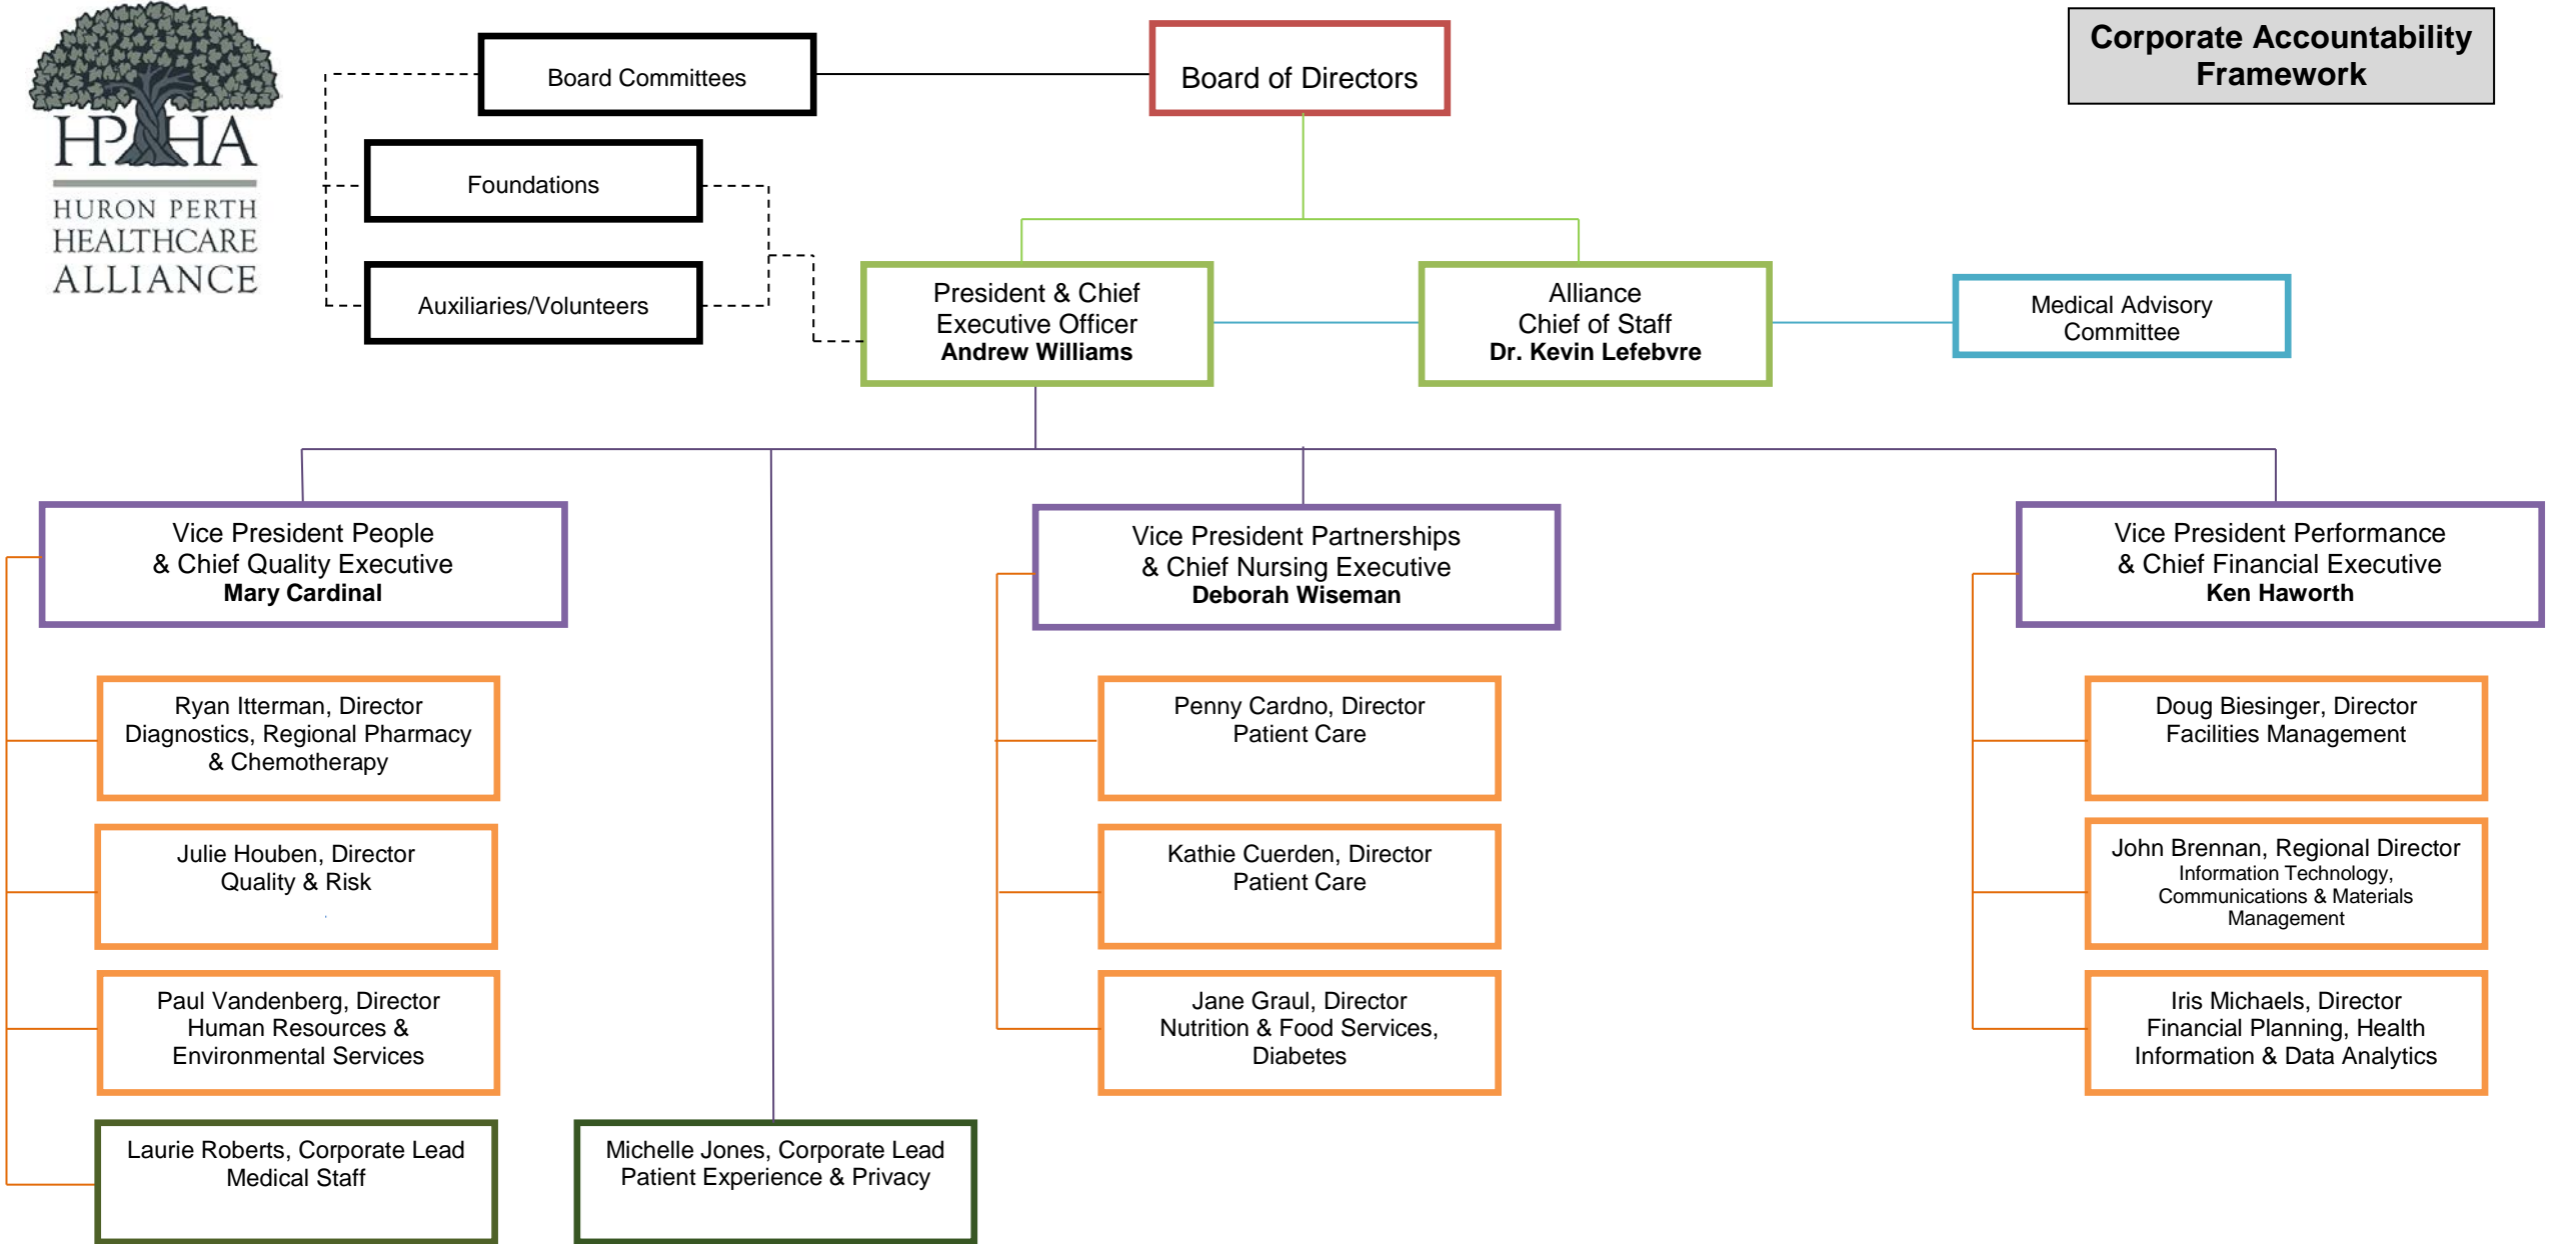 HPHA
HURON PERTH
HEALTHCARE
ALLIANCE
Board Committees
Board of Directors
Corporate Accountability
Framework
Foundations
Auxiliaries/Volunteers
President & Chief
Executive Officer
Andrew Williams
Alliance
Chief of Staff
Dr. Kevin Lefebvre
Medical Advisory
Committee
Vice President People
& Chief Quality Executive
Mary Cardinal
Vice President Partnerships
& Chief Nursing Executive
Deborah Wiseman
Vice President Performance
& Chief Financial Executive
Ken Haworth
Ryan Itterman, Director
Diagnostics, Regional Pharmacy
& Chemotherapy
Penny Cardno, Director
Patient Care
Doug Biesinger, Director
Facilities Management
Julie Houben, Director
Quality & Risk
Kathie Cuerden, Director
Patient Care
John Brennan, Regional Director
Information Technology,
Communications & Materials
Management
Paul Vandenberg, Director
Human Resources &
Environmental Services
Jane Graul, Director
Nutrition & Food Services,
Diabetes
Iris Michaels, Director
Financial Planning, Health
Information & Data Analytics
Laurie Roberts, Corporate Lead
Medical Staff
Michelle Jones, Corporate Lead
Patient Experience & Privacy